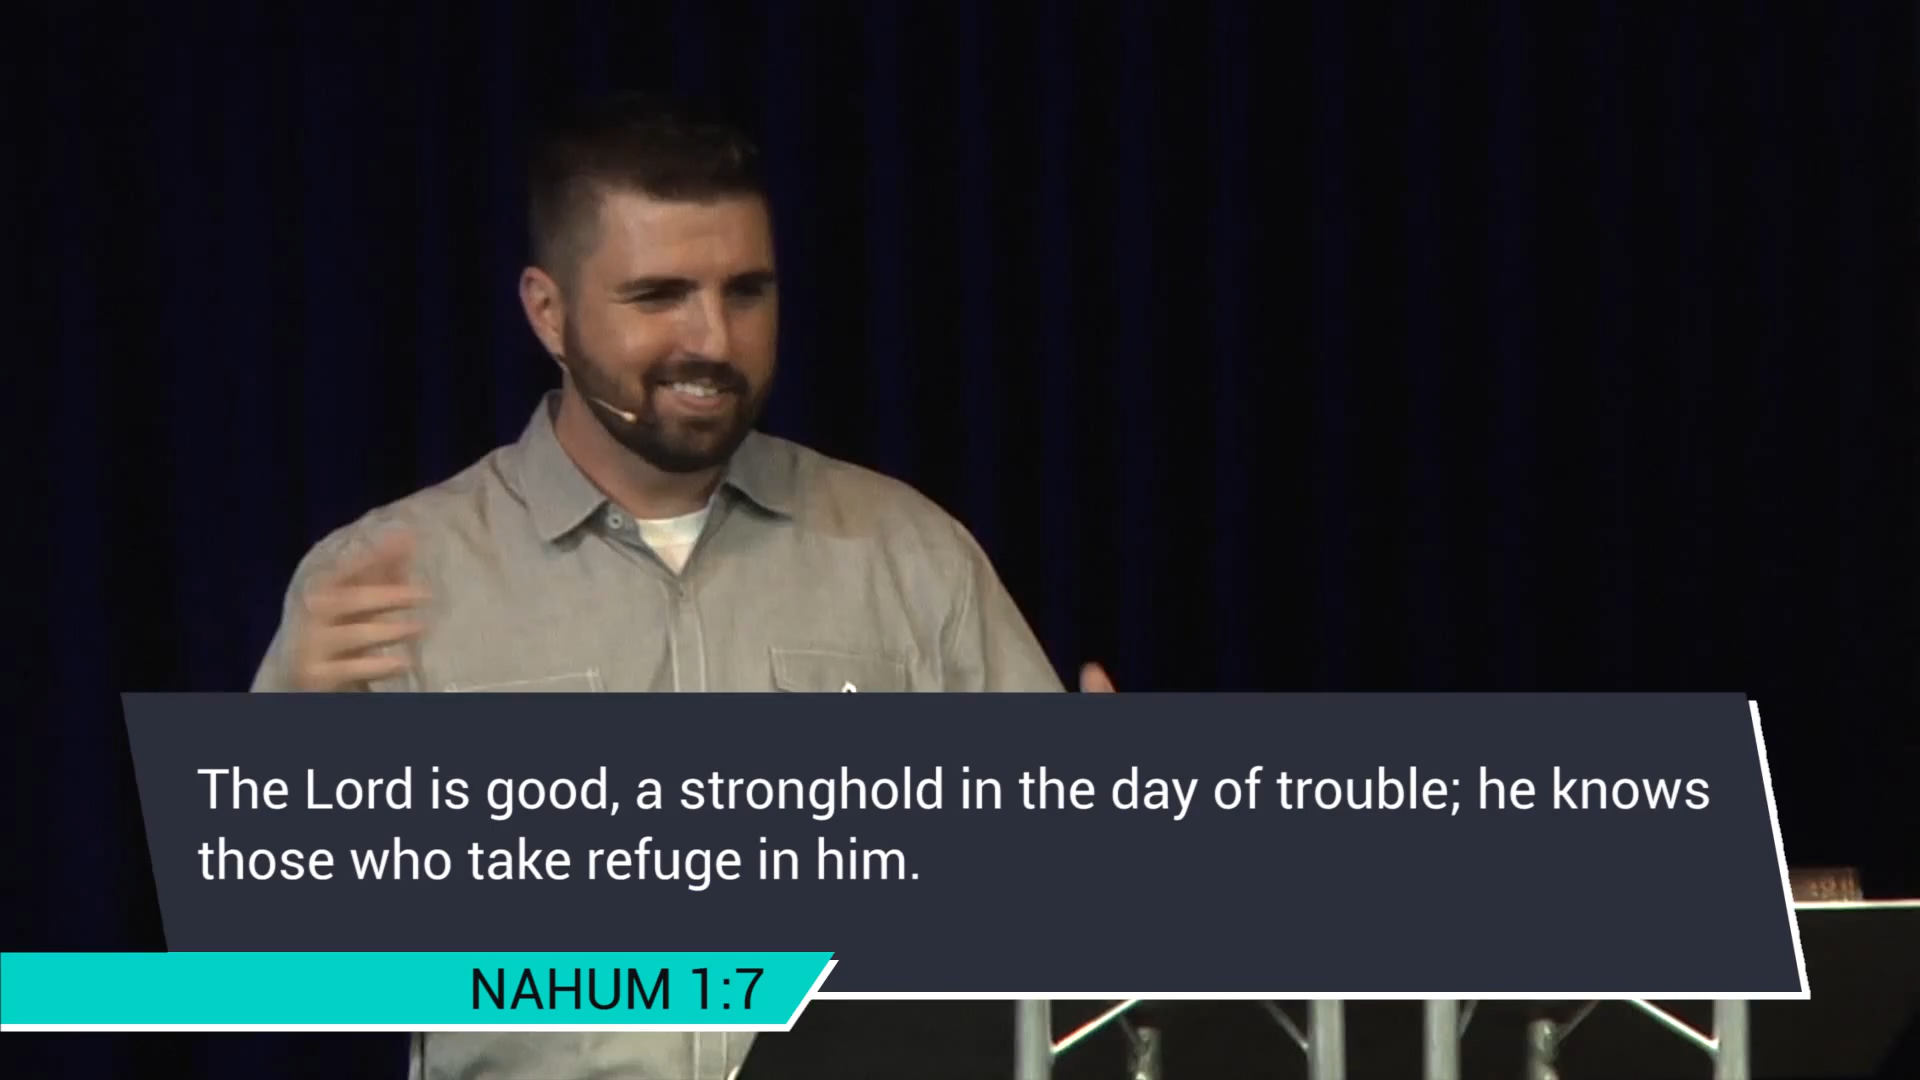 The Lord is good, a stronghold in the day of trouble; he knows
those who take refuge in him.
NAHUM 1:7